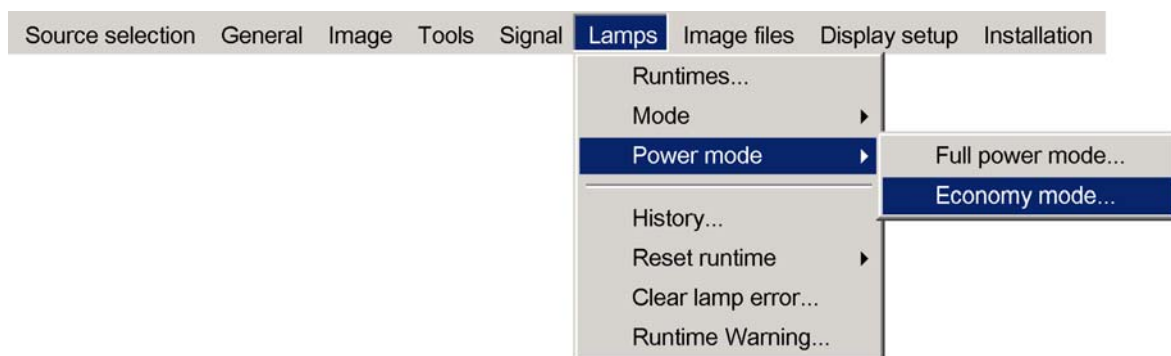 Source selection General Image Tools Signal Lamps Image files Display setup Installation
Runtimes...
Mode
Power mode
Full power mode...
Economy mode...
History...
Reset runtime
Clear lamp error...
Runtime Warning...